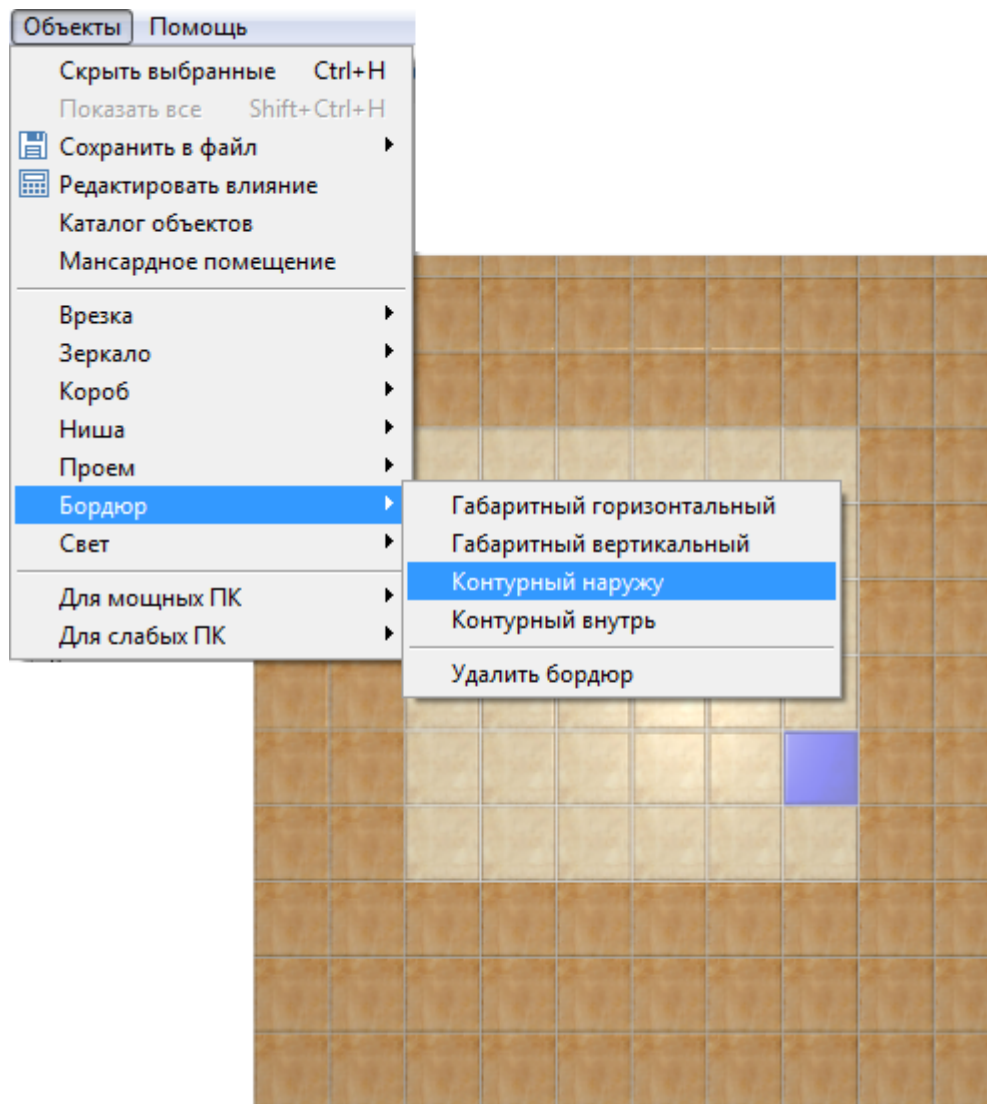 Объекты Помощь
Скрыть выбранные Ctrl+H
Показать все Shift+Ctrl+H
Сохранить в файл
Редактировать влияние
Каталог объектов
Мансардное помещение
Врезка
Зеркало
Короб
Ниша
Проем
Бордюр
Свет
Для мощных ПК
Для слабых ПК
Габаритный горизонтальный
Габаритный вертикальный
Контурный наружу
Контурный внутрь
Удалить бордюр